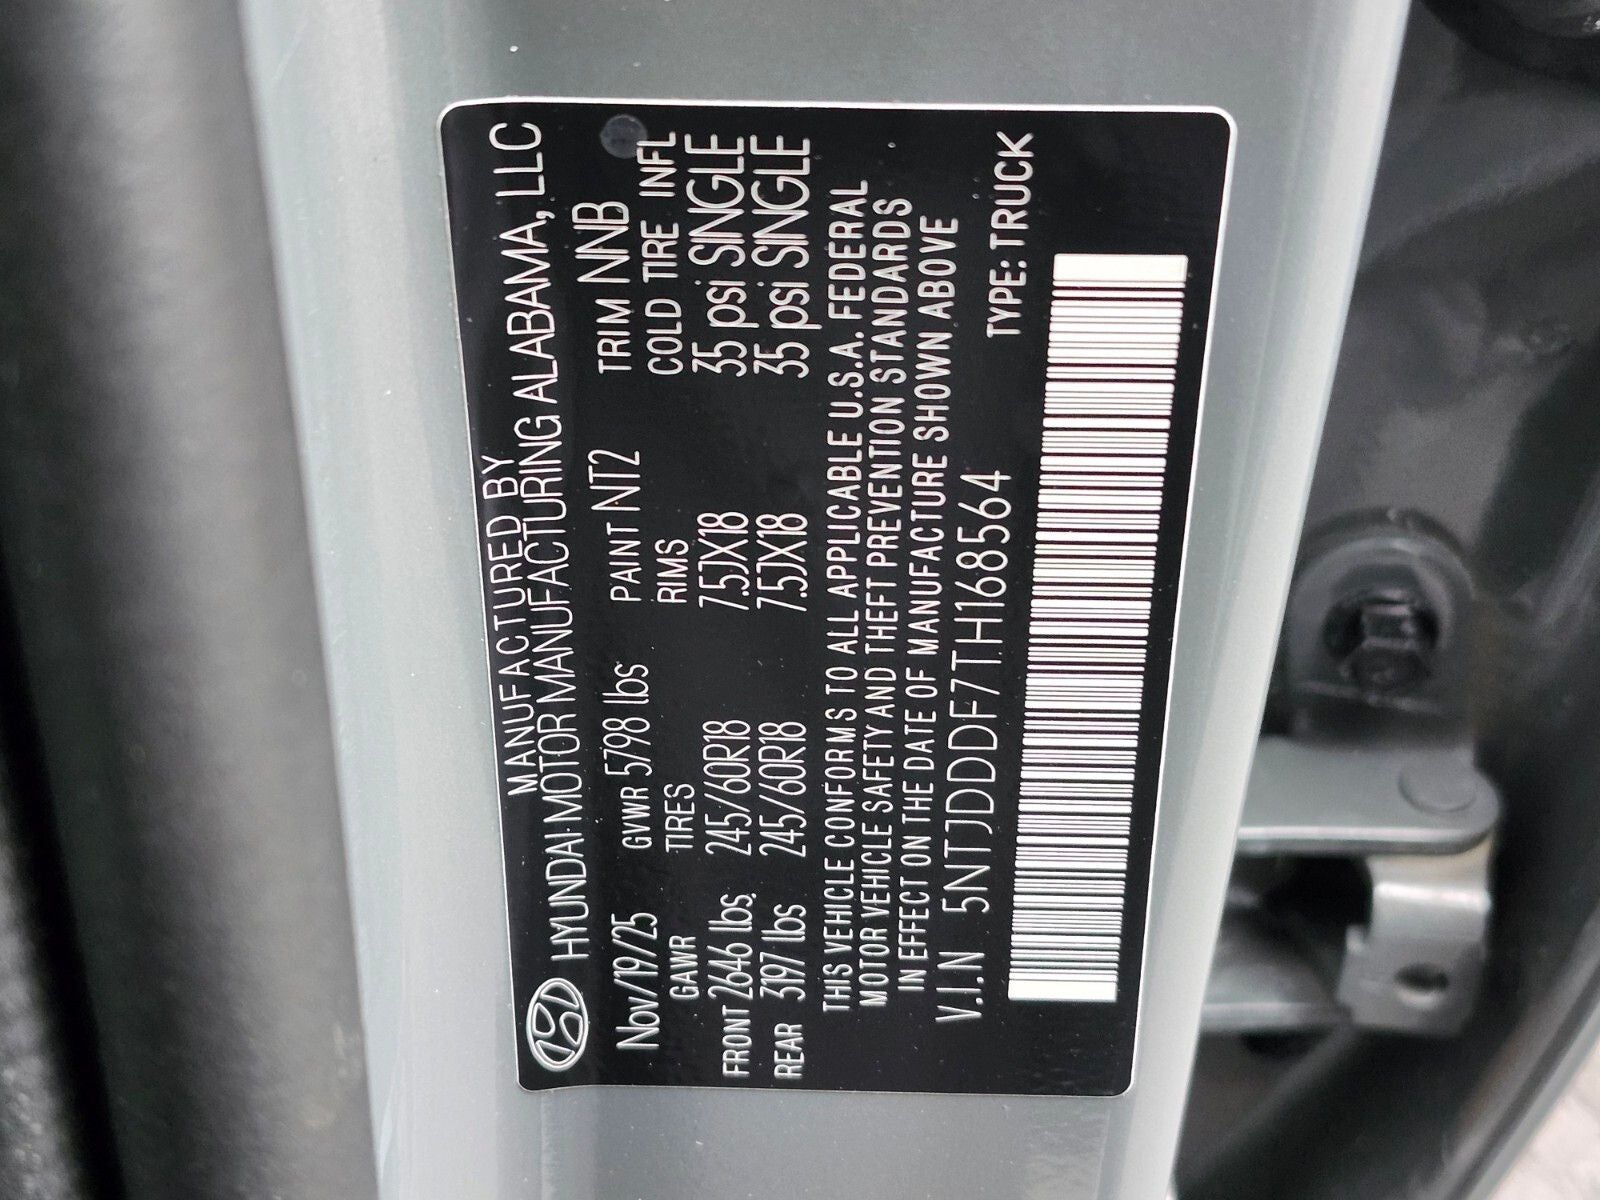 MANUFACTURED BY
HYUNDAI MOTOR MANUFACTURING ALABAMA, LLC
Nov/19/25 GVWR 5798 lbs PAINT NT2 TRIM NNB
GAWR TIRES RIMS COLD TIRE INFL
FRONT 2646 lbs 245/60R18 7.5JX18 35 psi SINGLE
REAR 3197 lbs 245/60R18 7.5JX18 35 psi SINGLE
THIS VEHICLE CONFORMS TO ALL APPLICABLE U.S.A. FEDERAL
MOTOR VEHICLE SAFETY AND THEFT PREVENTION STANDARDS
IN EFFECT ON THE DATE OF MANUFACTURE SHOWN ABOVE
V.I.N 5NTJDDDF7TH168564 TYPE: TRUCK